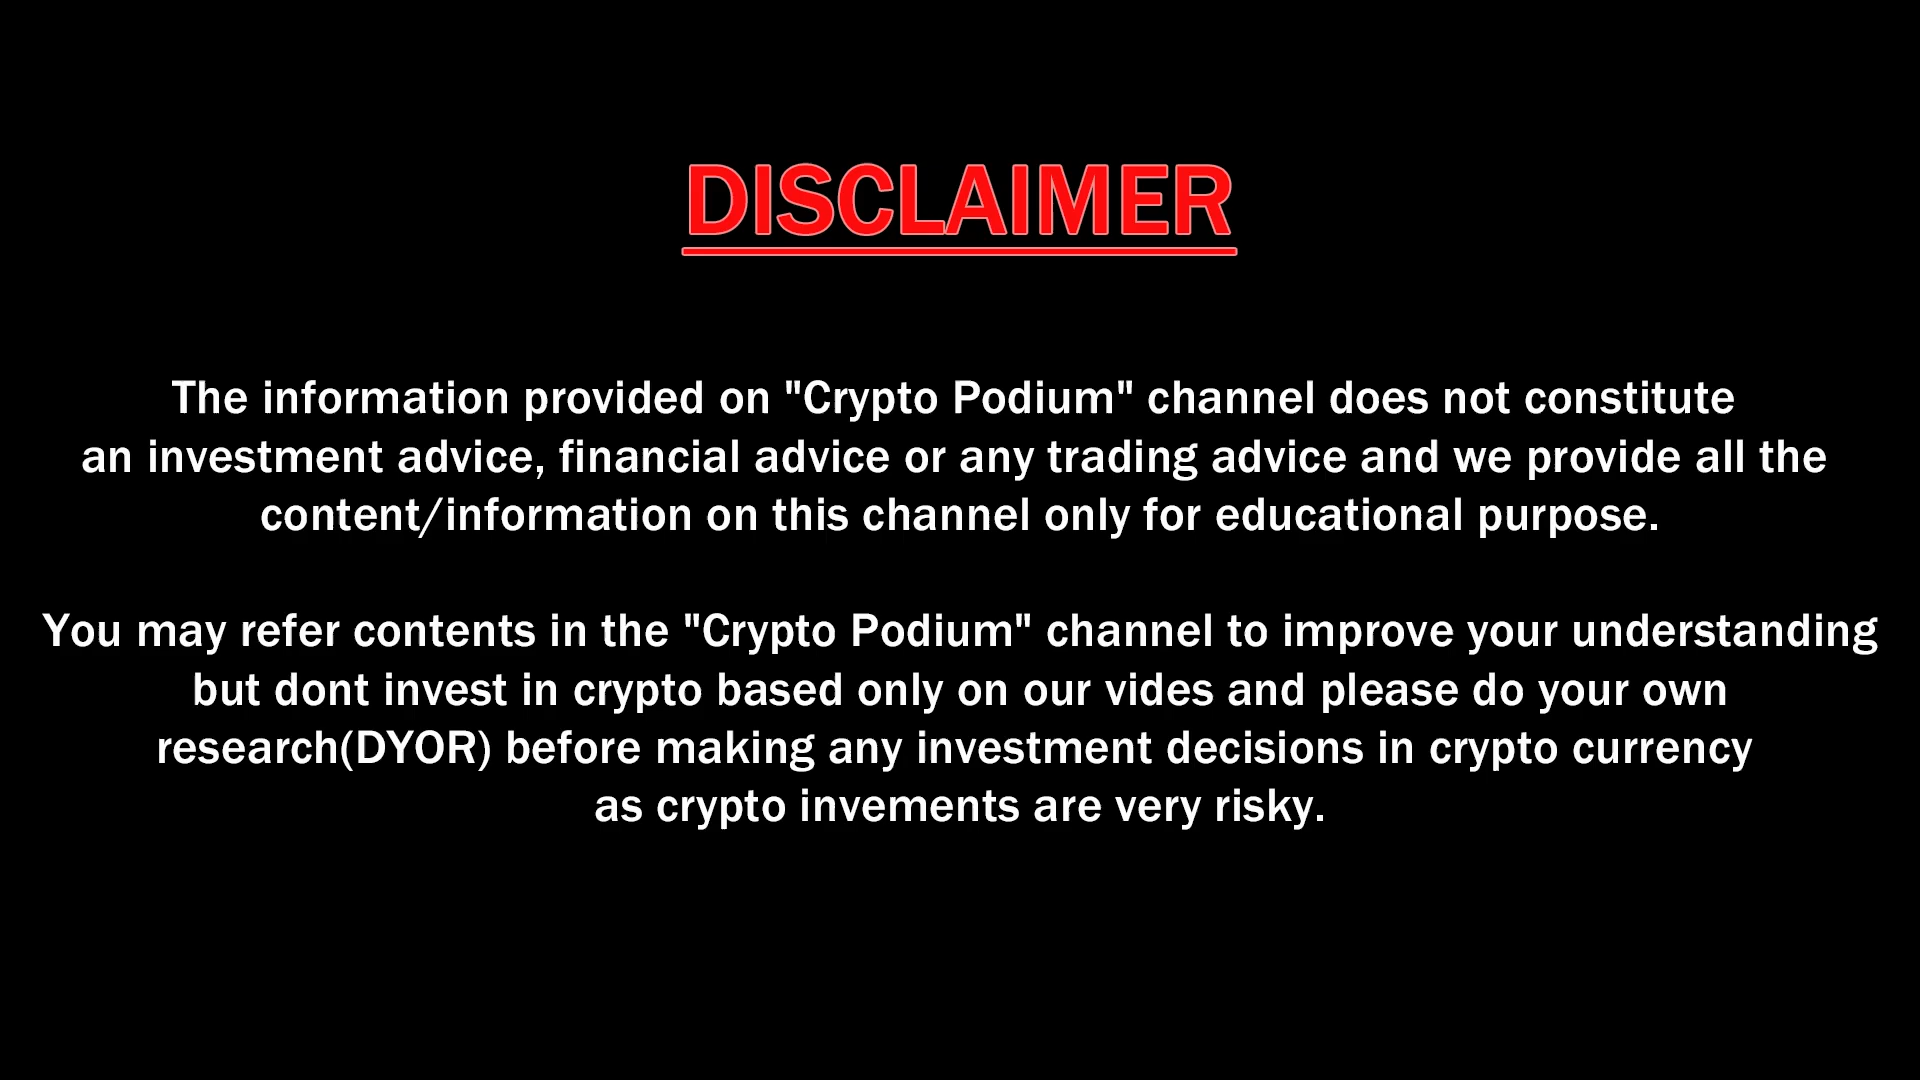 DISCLAIMER
The information provided on "Crypto Podium" channel does not constitute
an investment advice, financial advice or any trading advice and we provide all the
content/information on this channel only for educational purpose.
You may refer contents in the "Crypto Podium" channel to improve your understanding
but dont invest in crypto based only on our vides and please do your own
research(DYOR) before making any investment decisions in crypto currency
as crypto invements are very risky.